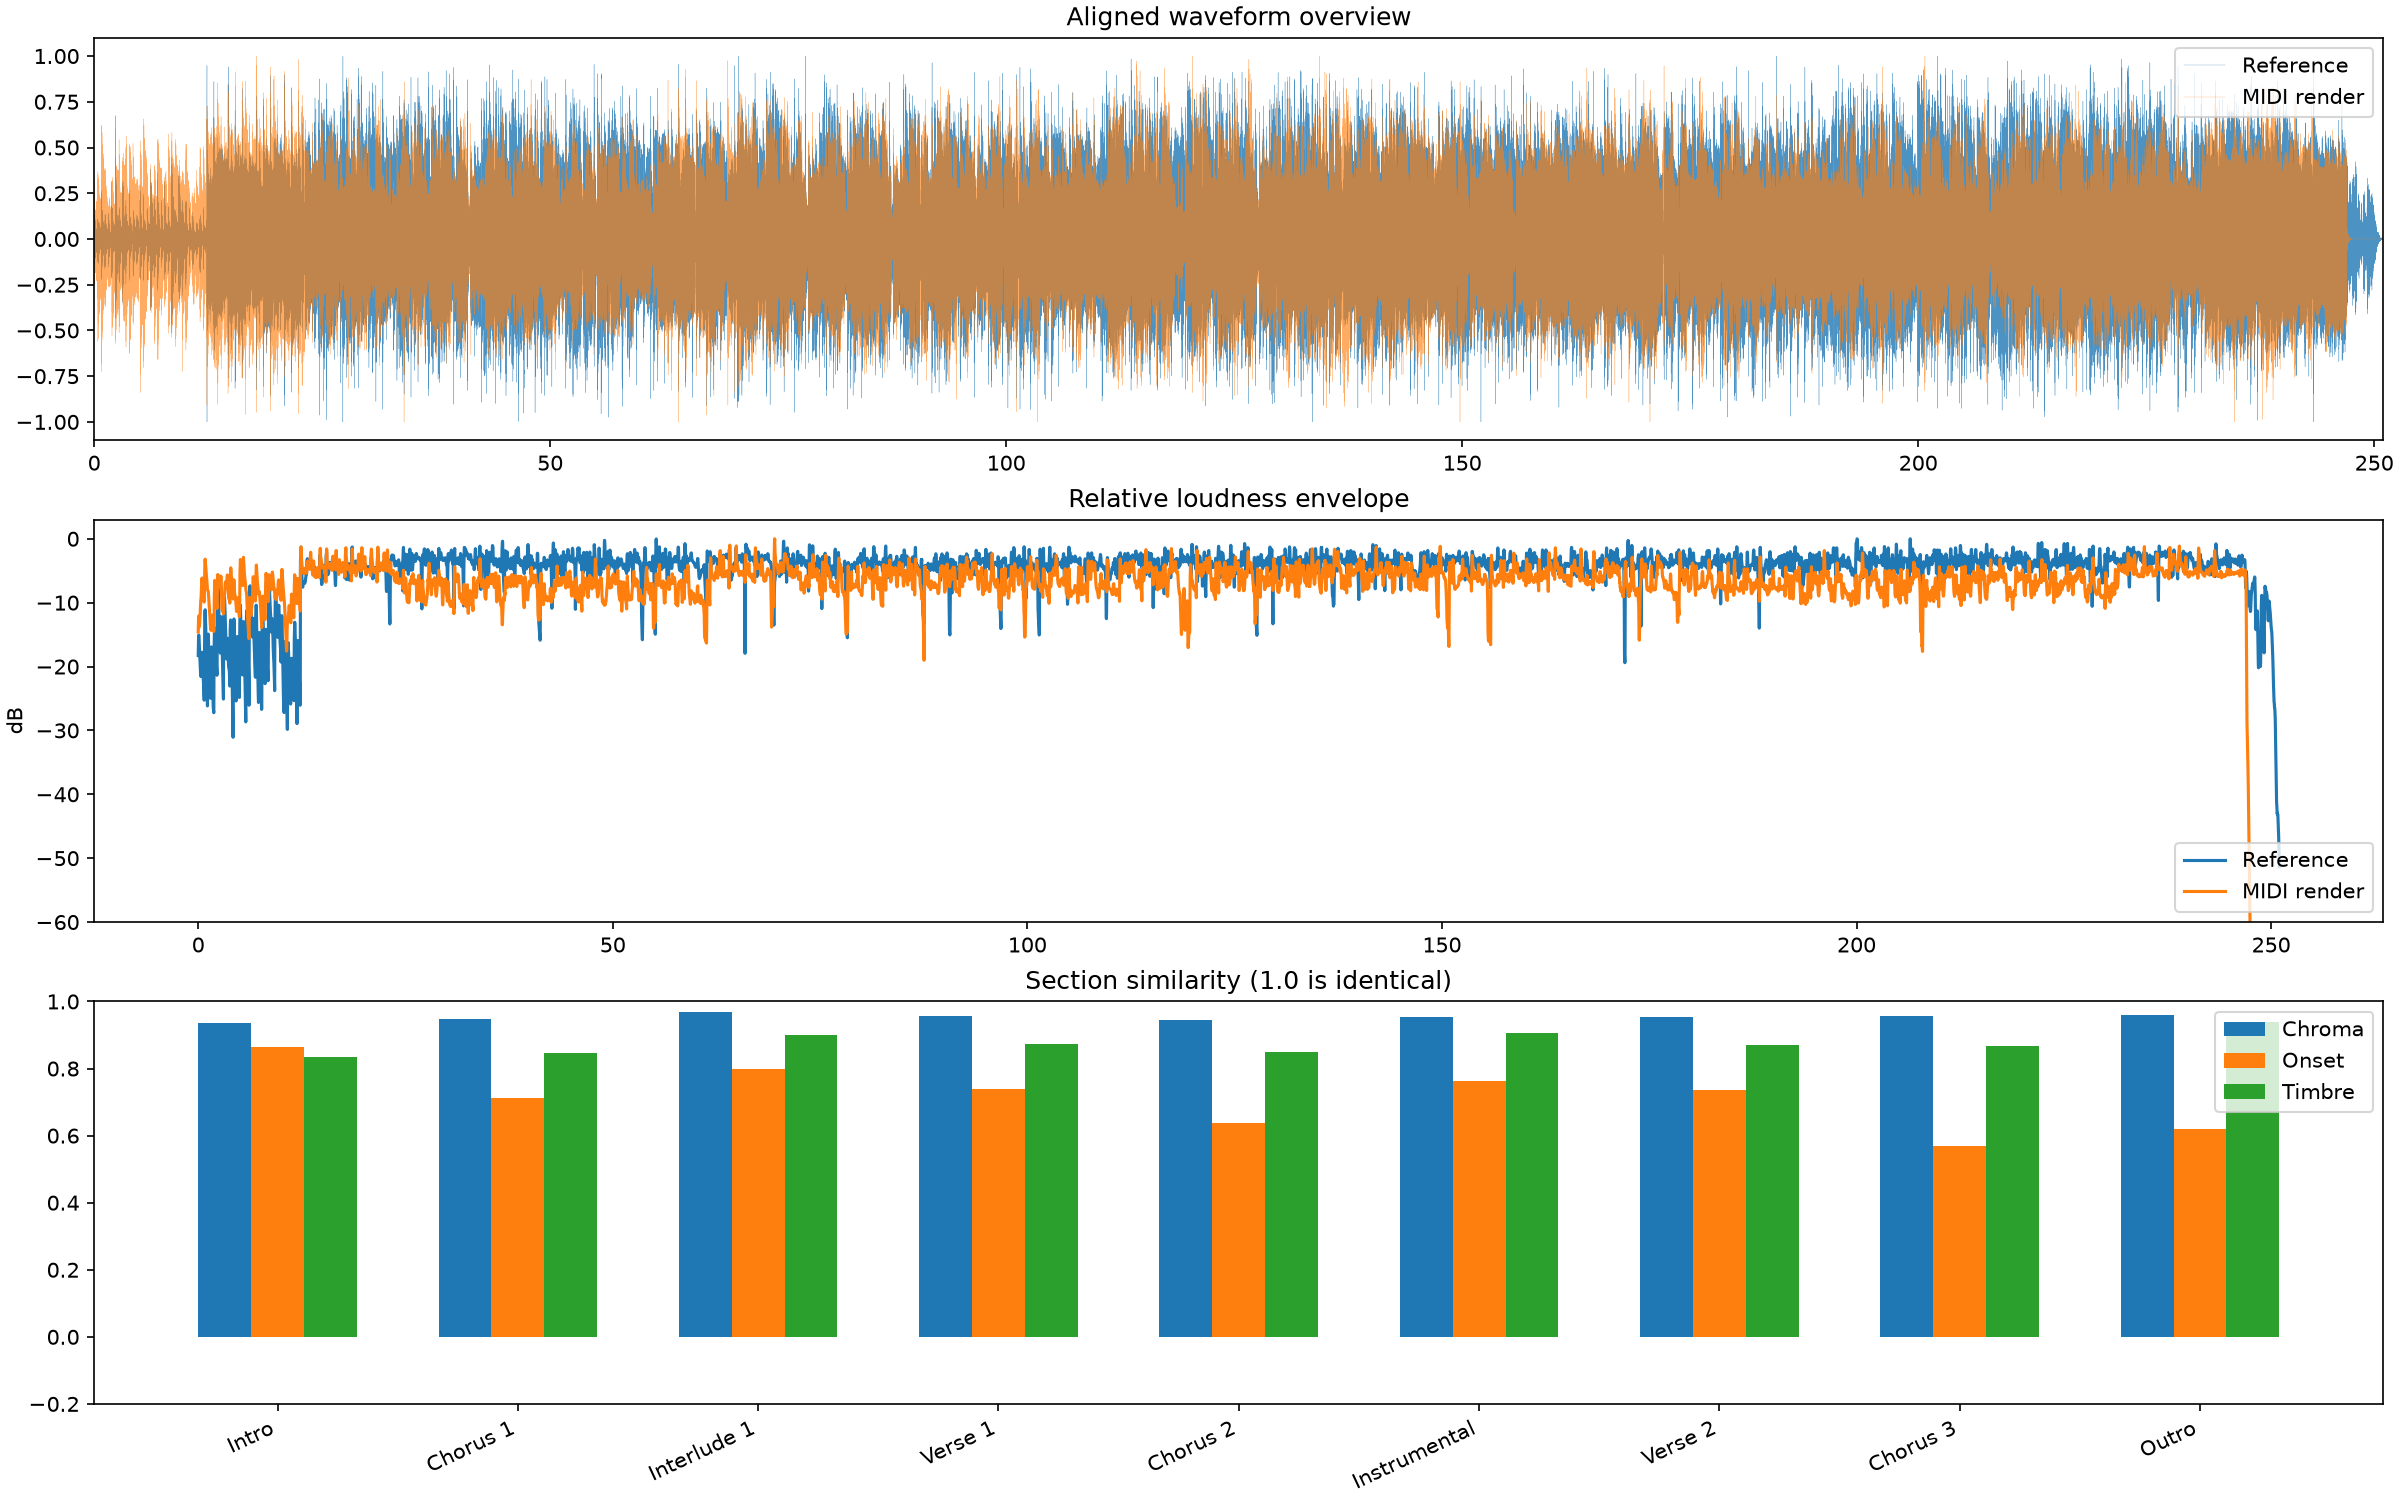 Aligned waveform overview
1.00
0.75
0.50
0.25
0.00
−0.25
−0.50
−0.75
−1.00
Reference
MIDI render
0 50 100 150 200 250
Relative loudness envelope
0
−10
−20
−30
−40
−50
−60
dB
Reference
MIDI render
0 50 100 150 200 250
Section similarity (1.0 is identical)
1.0
0.8
0.6
0.4
0.2
0.0
−0.2
Chroma
Onset
Timbre
Intro
Chorus 1
Interlude 1
Verse 1
Chorus 2
Instrumental
Verse 2
Chorus 3
Outro